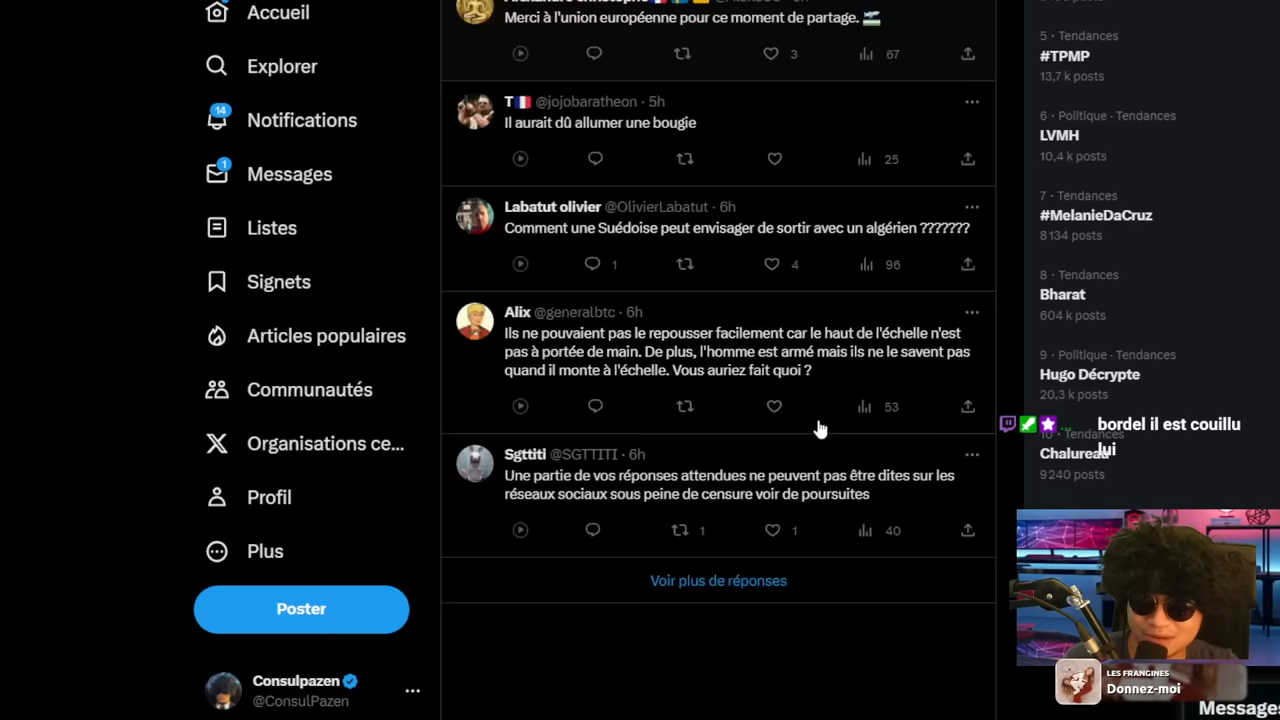 Accueil
Explorer
14
Notifications
1
Messages
Listes
Signets
Articles populaires
Communautés
Organisations ce...
Profil
Plus
Poster
Consulpazen
@ConsulPazen
Merci à l'union européenne pour ce moment de partage.
3
67
T @jojobaratheon · 5h
Il aurait dû allumer une bougie
25
Labatut olivier @OlivierLabatut · 6h
Comment une Suédoise peut envisager de sortir avec un algérien ???????
1
4
96
Alix @generalbtc · 6h
Ils ne pouvaient pas le repousser facilement car le haut de l'échelle n'est
pas à portée de main. De plus, l'homme est armé mais ils ne le savent pas
quand il monte à l'échelle. Vous auriez fait quoi ?
53
Sgttiti @SGTTITI · 6h
Une partie de vos réponses attendues ne peuvent pas être dites sur les
réseaux sociaux sous peine de censure voir de poursuites
1
1
40
Voir plus de réponses
5 · Tendances
#TPMP
13,7 k posts
6 · Politique · Tendances
LVMH
10,4 k posts
7 · Tendances
#MelanieDaCruz
8 134 posts
8 · Tendances
Bharat
604 k posts
9 · Politique · Tendances
Hugo Décrypte
20,3 k posts
bordel il est couillu
lui
10 · Tendances
Chalureau
9 240 posts
LES FRANGINES
Donnez-moi
Messages